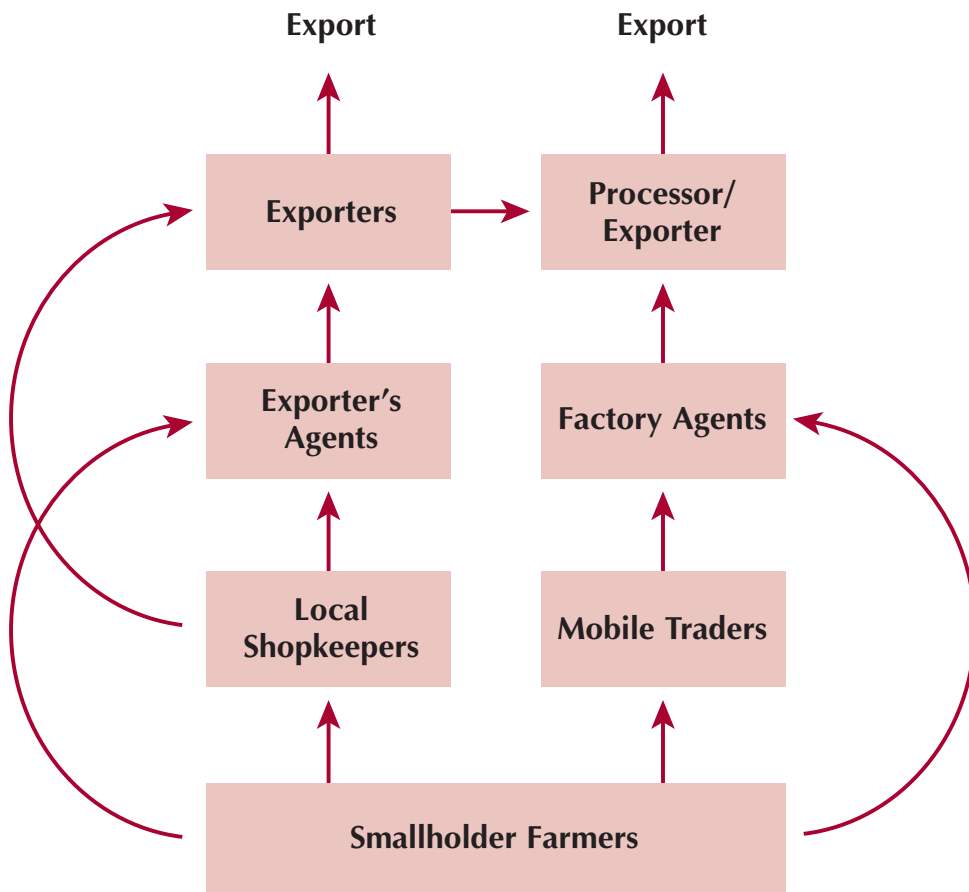 Export
Export
Exporters
Processor/
Exporter
Exporter’s
Agents
Factory Agents
Local
Shopkeepers
Mobile Traders
Smallholder Farmers